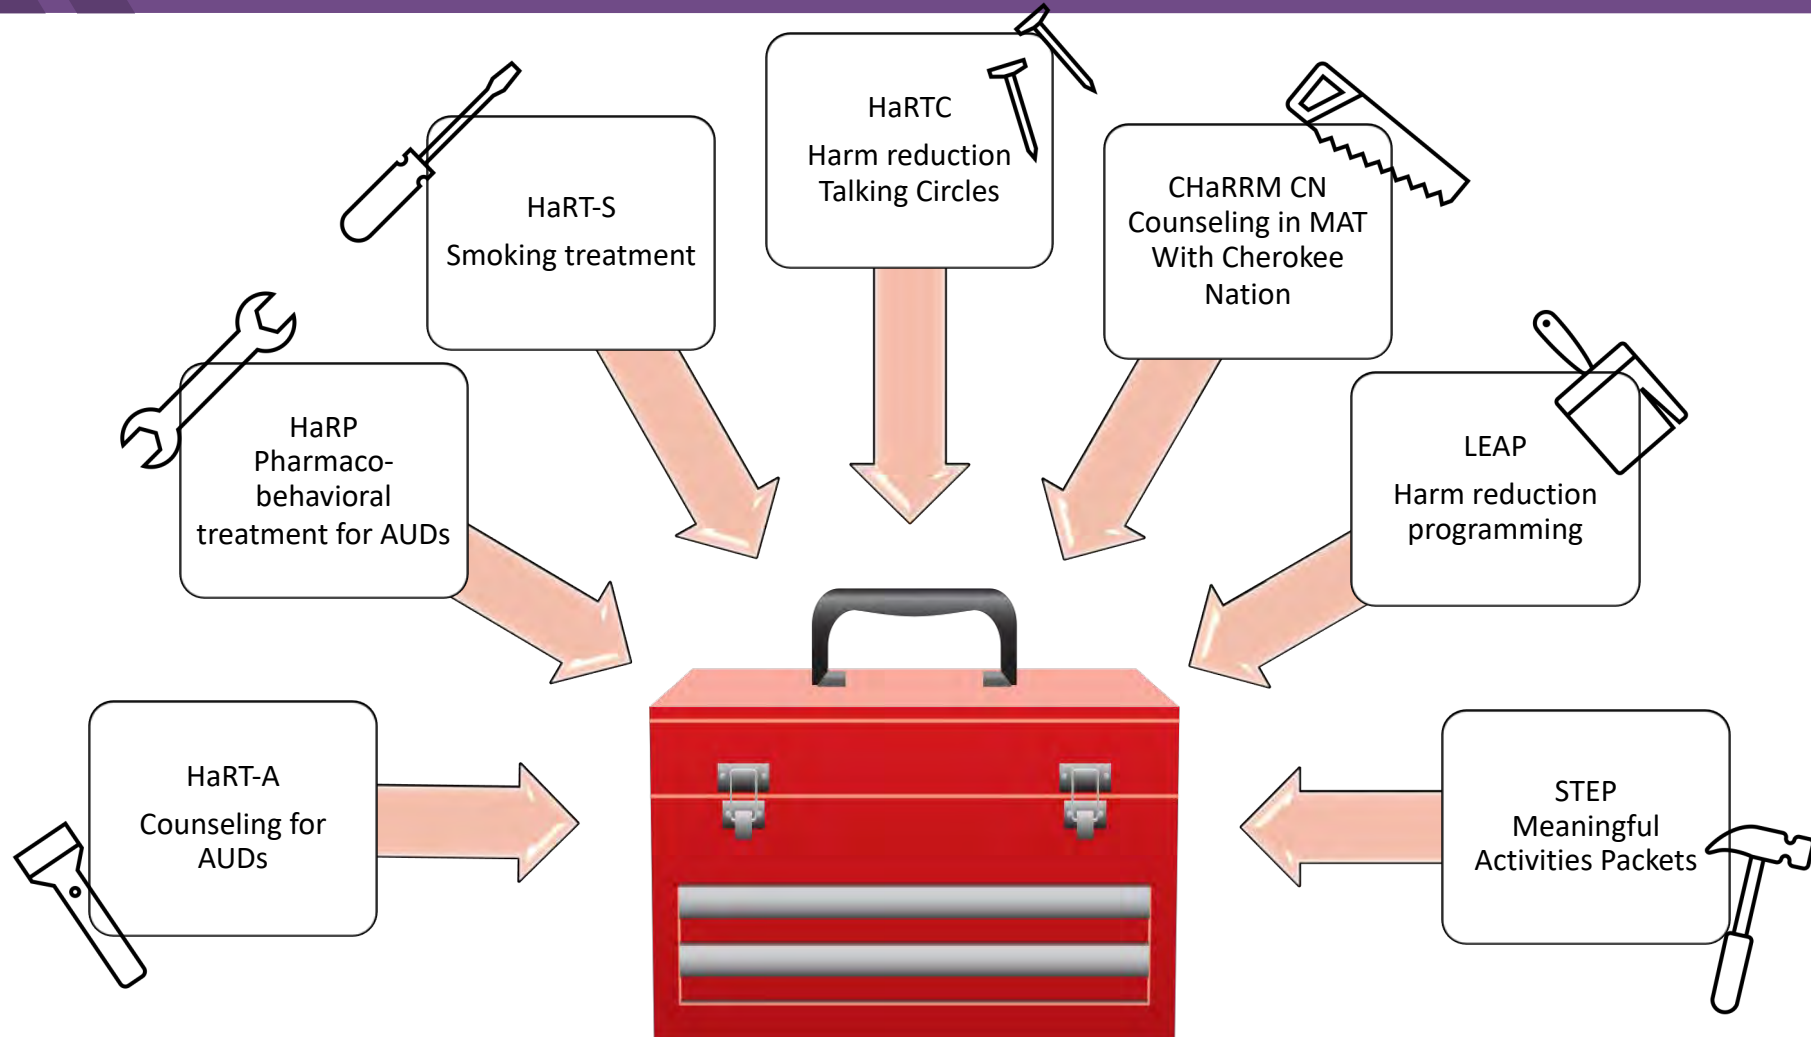 HaRTC
Harm reduction
Talking Circles
HaRT-S
Smoking treatment
CHaRRM CN
Counseling in MAT
With Cherokee
Nation
HaRP
Pharmaco-
behavioral
treatment for AUDs
LEAP
Harm reduction
programming
HaRT-A
Counseling for
AUDs
STEP
Meaningful
Activities Packets